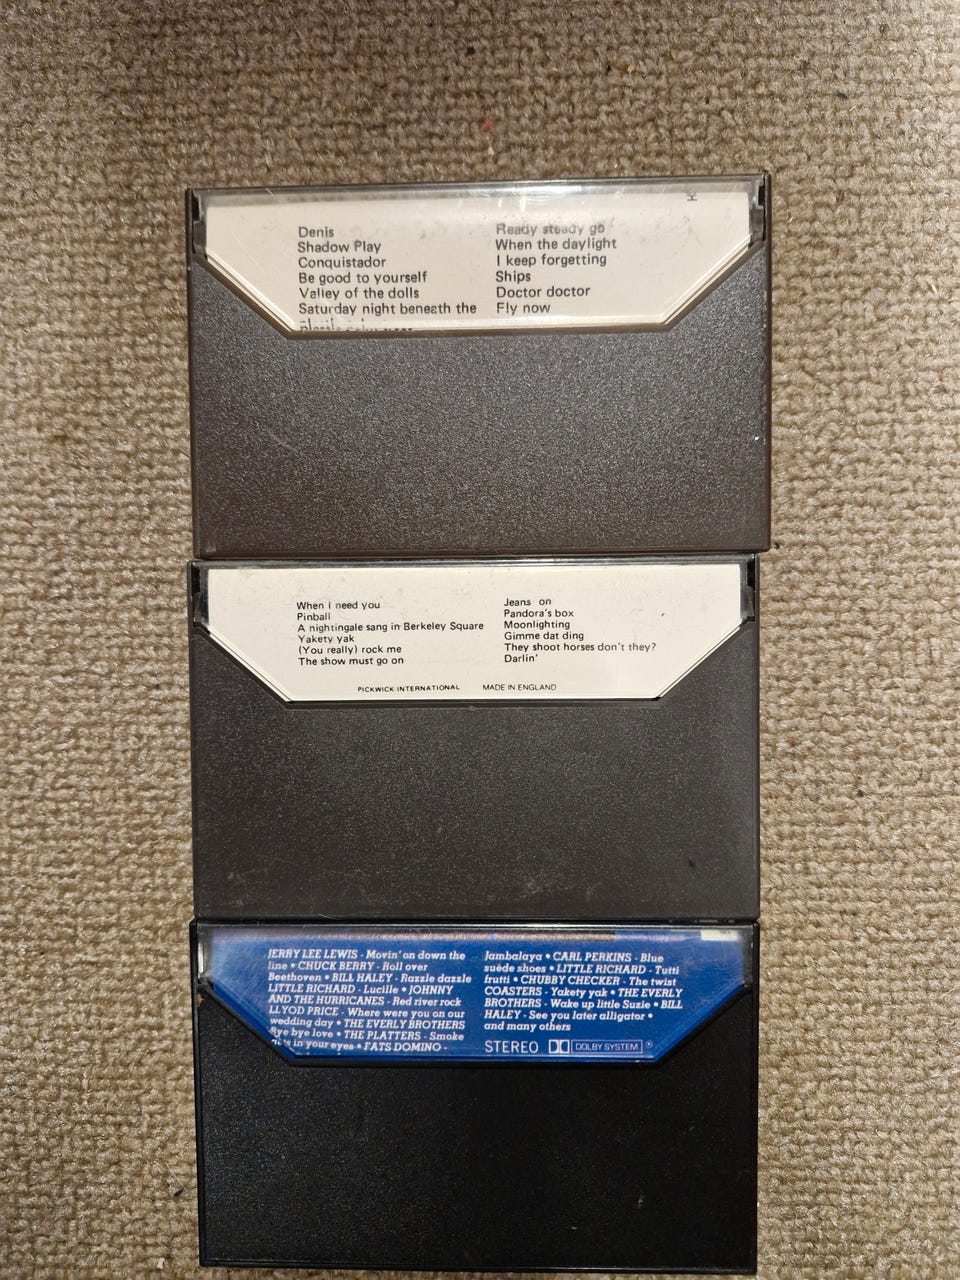 H
Denis
Shadow Play
Conquistador
Be good to yourself
Valley of the dolls
Saturday night beneath the
Ready steady go
When the daylight
I keep forgetting
Ships
Doctor doctor
Fly now
When I need you
Pinball
A nightingale sang in Berkeley Square
Yakety yak
(You really) rock me
The show must go on
Jeans on
Pandora's box
Moonlighting
Gimme dat ding
They shoot horses don't they?
Darlin'
PICKWICK INTERNATIONAL MADE IN ENGLAND
JERRY LEE LEWIS - Movin' on down the
line • CHUCK BERRY - Roll over
Beethoven • BILL HALEY - Razzle dazzle
LITTLE RICHARD - Lucille • JOHNNY
AND THE HURRICANES - Red river rock
LLYOD PRICE - Where were you on our
wedding day • THE EVERLY BROTHERS
Bye bye love • THE PLATTERS - Smoke
in your eyes • FATS DOMINO -
Jambalaya • CARL PERKINS - Blue
suede shoes • LITTLE RICHARD - Tutti
frutti • CHUBBY CHECKER - The twist
COASTERS - Yakety yak • THE EVERLY
BROTHERS - Wake up little Suzie • BILL
HALEY - See you later alligator •
and many others
STEREO DOLBY SYSTEM ®